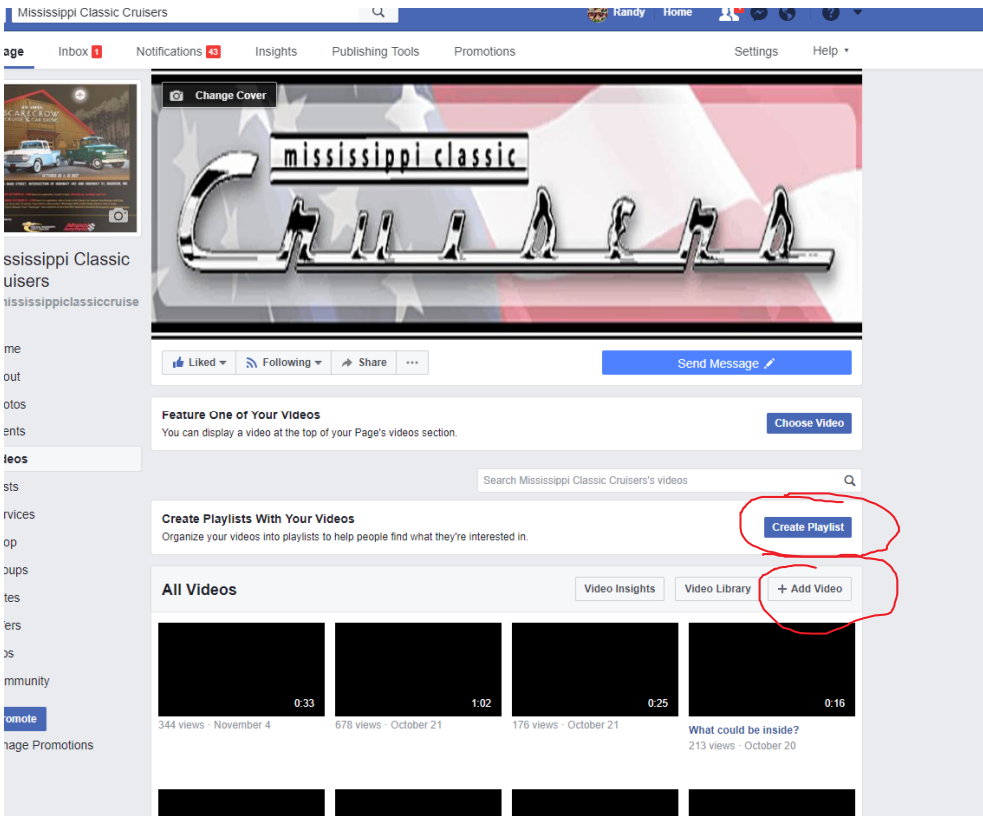 Mississippi Classic Cruisers
Randy Home
age Inbox 1 Notifications 43 Insights Publishing Tools Promotions Settings Help
Change Cover
SCARECROW
CRUISE & CAR SHOW
mississippi classic
Cruisers
ssissippi Classic
uisers
ississippiclassiccruise
me
out
otos
ents
deos
sts
rvices
op
oups
tes
fers
os
mmunity
romote
nage Promotions
Liked Following Share ...
Send Message
Feature One of Your Videos
You can display a video at the top of your Page's videos section.
Choose Video
Search Mississippi Classic Cruisers's videos
Create Playlists With Your Videos
Organize your videos into playlists to help people find what they're interested in.
Create Playlist
All Videos
Video Insights Video Library + Add Video
0:33 1:02 0:25 0:16
344 views · November 4 678 views · October 21 176 views · October 21 What could be inside?
213 views · October 20